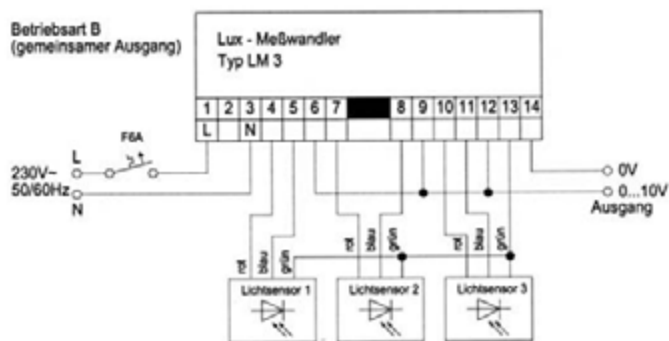 Betriebsart B
(gemeinsamer Ausgang)
Lux - Meßwandler
Typ LM 3
1 2 3 4 5 6 7 8 9 10 11 12 13 14
L N
F6A
L
230V~
50/60Hz
N
0V
0...10V
Ausgang
rot blau grün
rot blau grün
rot blau grün
Lichtsensor 1
Lichtsensor 2
Lichtsensor 3